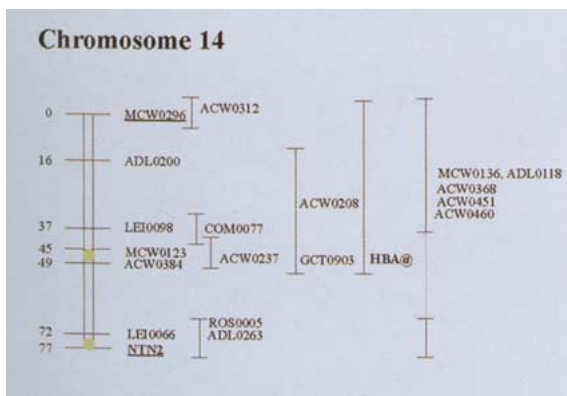 Chromosome 14
0 MCW0296 ACW0312
16 ADL0200
MCW0136, ADL0118
ACW0368
ACW0208 ACW0451
ACW0460
37 LEI0098 COM0077
45 MCW0123 ACW0237 GCT0903 HBA@
49 ACW0384
ROS0005
72 LEI0066 ADL0263
77 NTN2